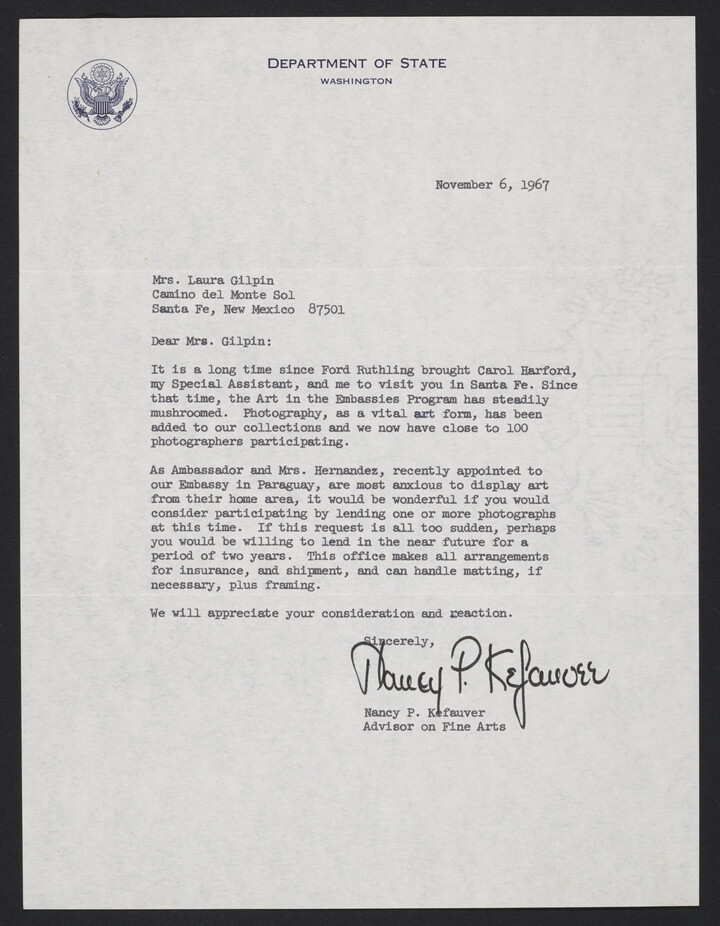 DEPARTMENT OF STATE
WASHINGTON
November 6, 1967
Mrs. Laura Gilpin
Camino del Monte Sol
Santa Fe, New Mexico 87501
Dear Mrs. Gilpin:
It is a long time since Ford Ruthling brought Carol Harford,
my Special Assistant, and me to visit you in Santa Fe. Since
that time, the Art in the Embassies Program has steadily
mushroomed. Photography, as a vital art form, has been
added to our collections and we now have close to 100
photographers participating.
As Ambassador and Mrs. Hernandez, recently appointed to
our Embassy in Paraguay, are most anxious to display art
from their home area, it would be wonderful if you would
consider participating by lending one or more photographs
at this time. If this request is all too sudden, perhaps
you would be willing to lend in the near future for a
period of two years. This office makes all arrangements
for insurance, and shipment, and can handle matting, if
necessary, plus framing.
We will appreciate your consideration and reaction.
Sincerely,
Nancy P. Kefauver
Nancy P. Kefauver
Advisor on Fine Arts